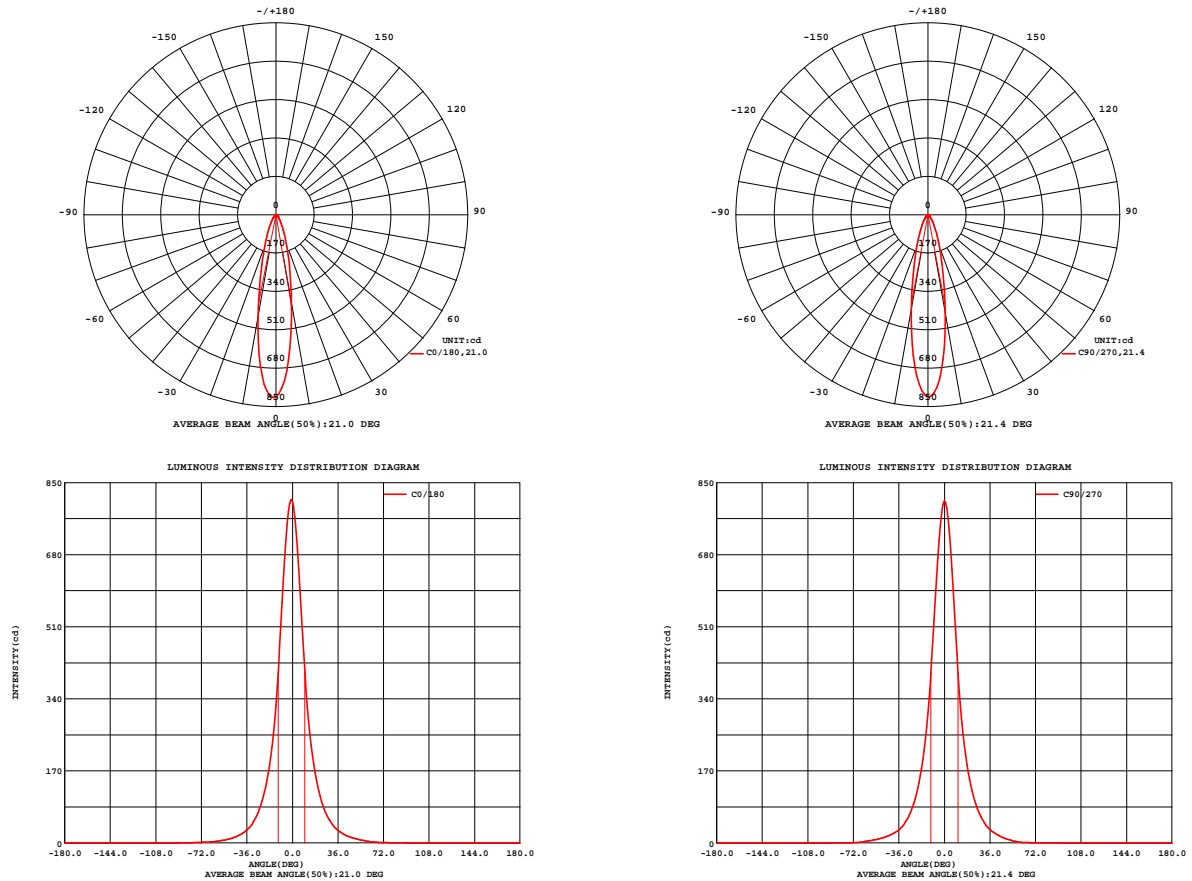 -/+180
-150 150
-120 120
-90 90
-60 60
-30 30
0
170
340
510
680
850
0
UNIT:cd
C0/180,21.0
AVERAGE BEAM ANGLE(50%):21.0 DEG
-/+180
-150 150
-120 120
-90 90
-60 60
-30 30
0
170
340
510
680
850
0
UNIT:cd
C90/270,21.4
AVERAGE BEAM ANGLE(50%):21.4 DEG
LUMINOUS INTENSITY DISTRIBUTION DIAGRAM
C0/180
INTENSITY(cd)
850
680
510
340
170
0
-180.0 -144.0 -108.0 -72.0 -36.0 0.0 36.0 72.0 108.0 144.0 180.0
ANGLE(DEG)
AVERAGE BEAM ANGLE(50%):21.0 DEG
LUMINOUS INTENSITY DISTRIBUTION DIAGRAM
C90/270
INTENSITY(cd)
850
680
510
340
170
0
-180.0 -144.0 -108.0 -72.0 -36.0 0.0 36.0 72.0 108.0 144.0 180.0
ANGLE(DEG)
AVERAGE BEAM ANGLE(50%):21.4 DEG